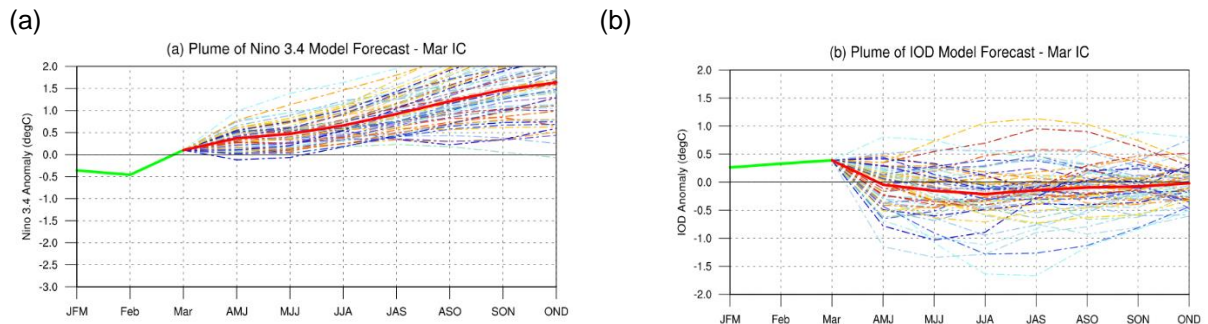 (a)
(a) Plume of Nino 3.4 Model Forecast - Mar IC
Nino 3.4 Anomaly (degC)
2.0
1.5
1.0
0.5
0.0
-0.5
-1.0
-1.5
-2.0
-2.5
-3.0
JFM Feb Mar AMJ MJJ JJA JAS ASO SON OND
(b)
(b) Plume of IOD Model Forecast - Mar IC
IOD Anomaly (degC)
2.0
1.5
1.0
0.5
0.0
-0.5
-1.0
-1.5
-2.0
JFM Feb Mar AMJ MJJ JJA JAS ASO SON OND